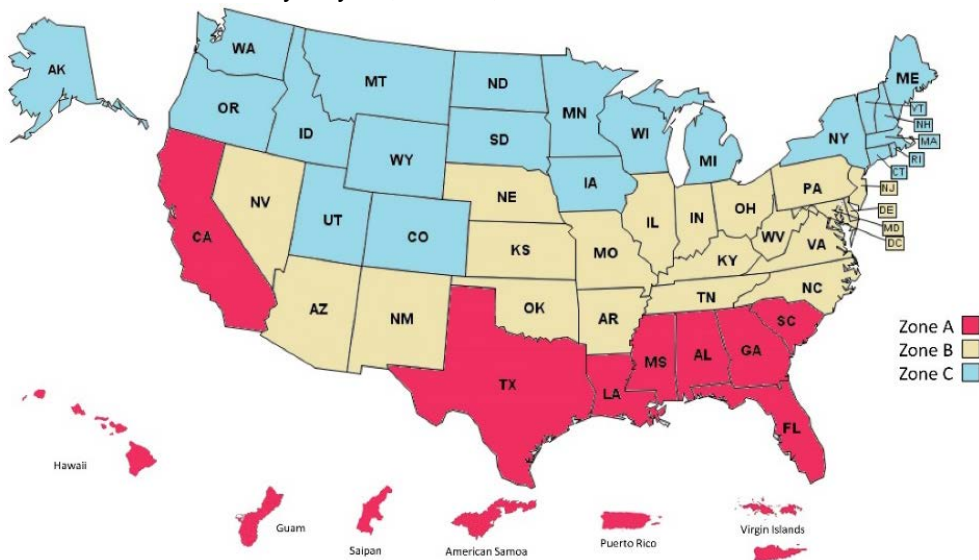 AK
WA
OR
ID
MT
WY
ND
SD
MN
IA
WI
MI
NY
ME
VT
NH
MA
RI
CT
NJ
DE
MD
DC
PA
UT
CO
NV
CA
AZ
NM
NE
KS
OK
MO
AR
IL
IN
OH
KY
TN
WV
VA
NC
SC
GA
AL
MS
LA
TX
FL
Zone A
Zone B
Zone C
Hawaii
Guam
Saipan
American Samoa
Puerto Rico
Virgin Islands